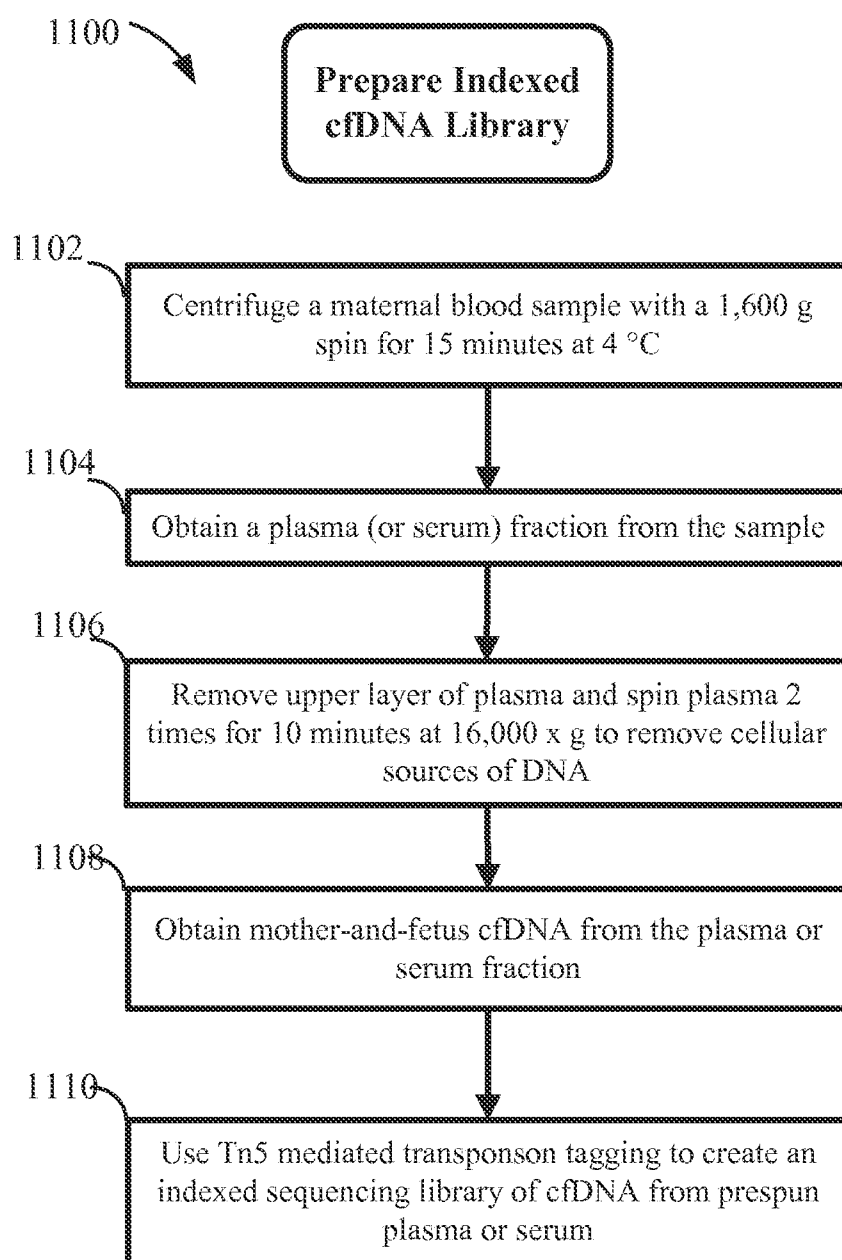 1100
Prepare Indexed
cfDNA Library
1102
Centrifuge a maternal blood sample with a 1,600 g
spin for 15 minutes at 4 °C
1104
Obtain a plasma (or serum) fraction from the sample
1106
Remove upper layer of plasma and spin plasma 2
times for 10 minutes at 16,000 x g to remove cellular
sources of DNA
1108
Obtain mother-and-fetus cfDNA from the plasma or
serum fraction
1110
Use Tn5 mediated transponson tagging to create an
indexed sequencing library of cfDNA from prespun
plasma or serum